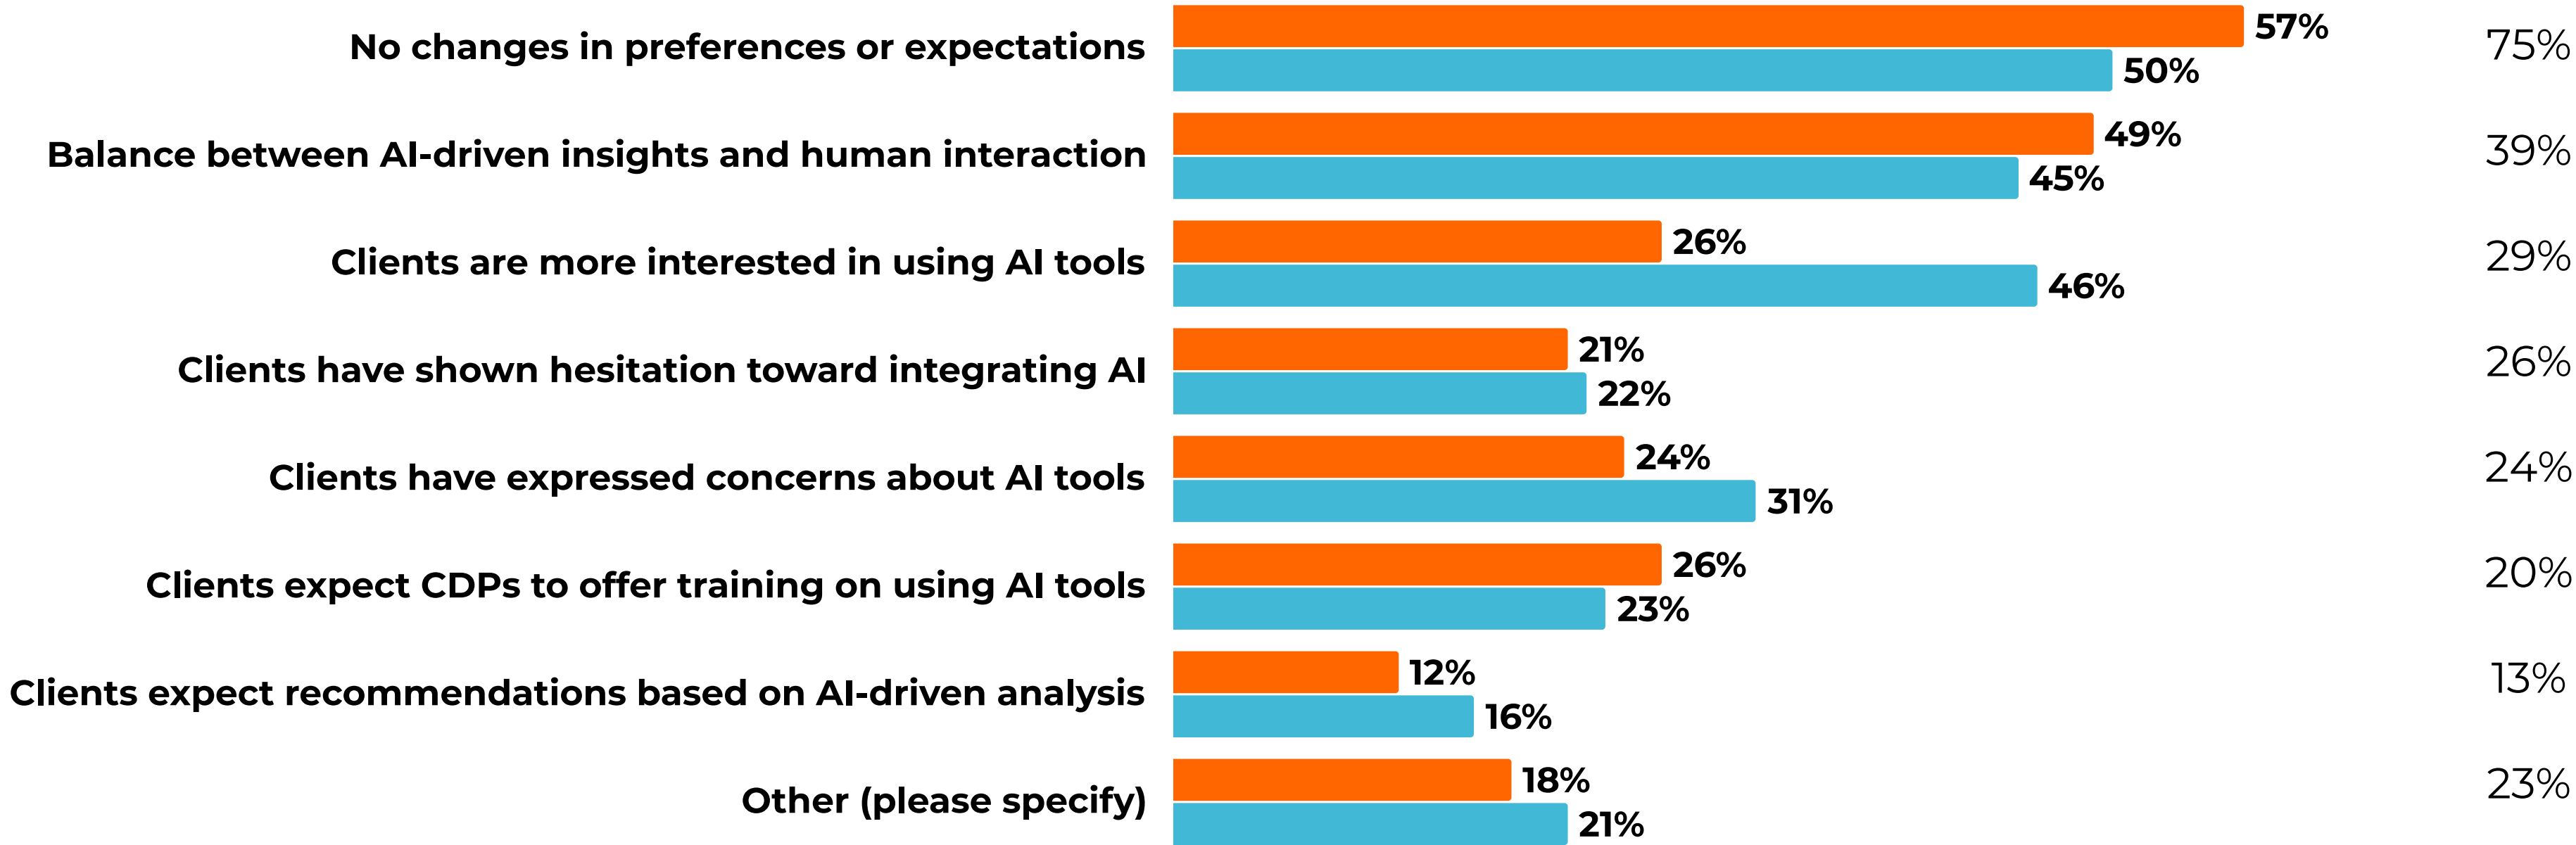 No changes in preferences or expectations 57% 75%
50%
Balance between AI-driven insights and human interaction 49% 39%
45%
Clients are more interested in using AI tools 26% 29%
46%
Clients have shown hesitation toward integrating AI 21% 26%
22%
Clients have expressed concerns about AI tools 24% 24%
31%
Clients expect CDPs to offer training on using AI tools 26% 20%
23%
Clients expect recommendations based on AI-driven analysis 12% 13%
16%
Other (please specify) 18% 23%
21%